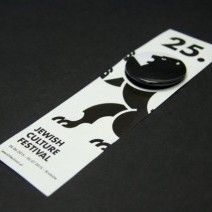 25.
JEWISH
CULTURE
FESTIVAL